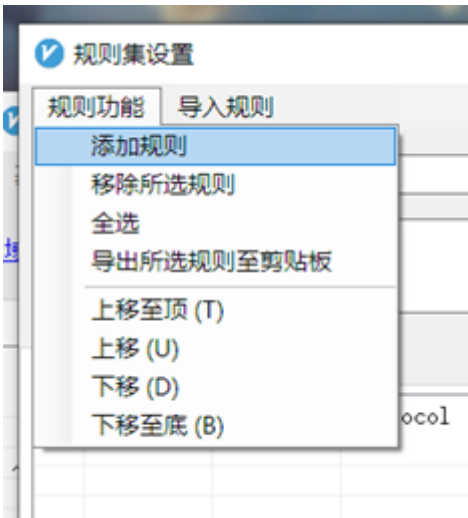 规则集设置
规则功能 导入规则
添加规则
移除所选规则
全选
导出所选规则至剪贴板
上移至顶 (T)
上移 (U)
下移 (D)
下移至底 (B)
ocol